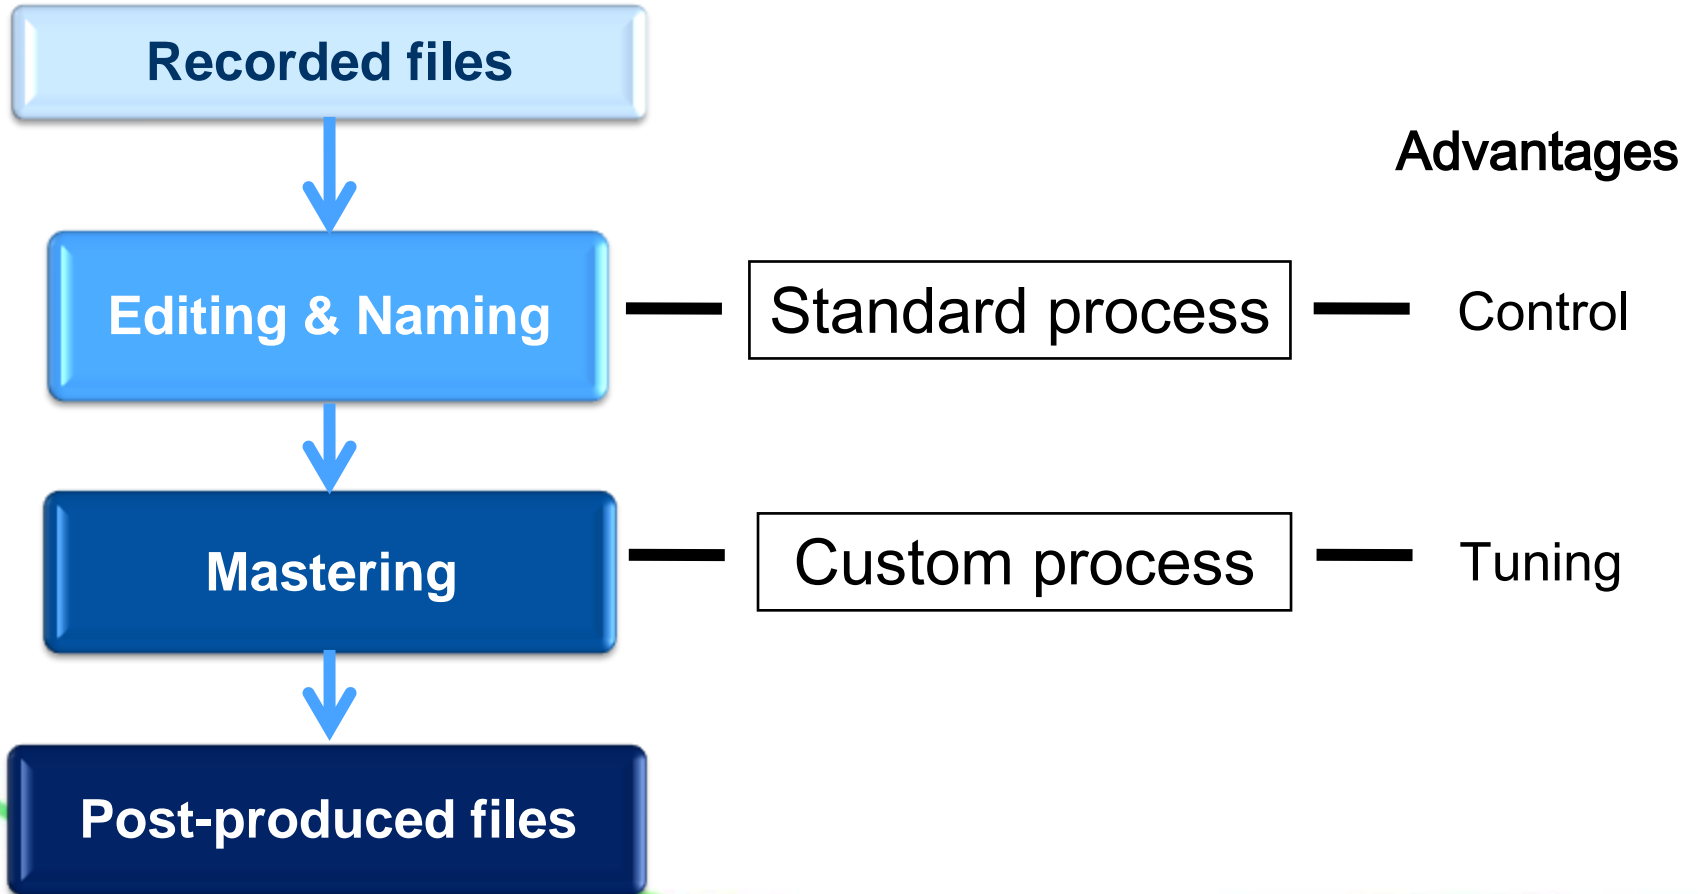 Recorded files
Advantages
Editing & Naming
Standard process
Control
Mastering
Custom process
Tuning
Post-produced files